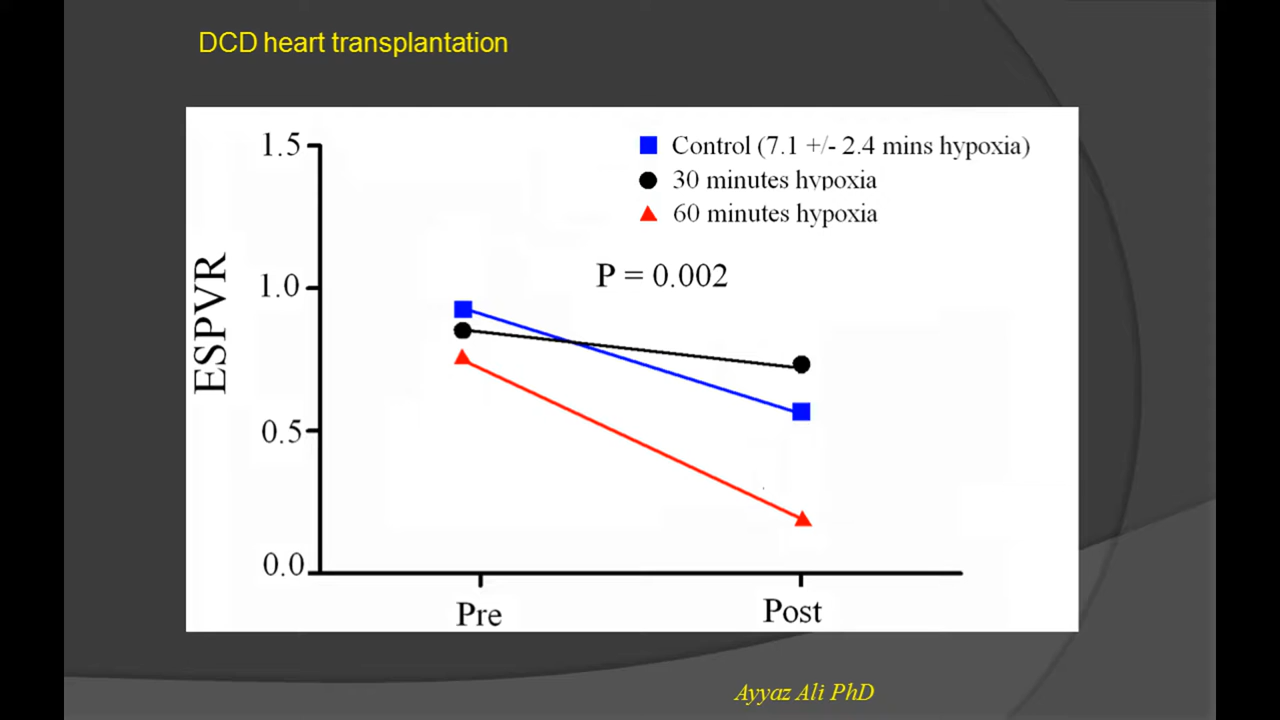 DCD heart transplantation
1.5
Control (7.1 +/- 2.4 mins hypoxia)
30 minutes hypoxia
60 minutes hypoxia
P = 0.002
1.0
ESPVR
0.5
0.0
Pre
Post
Ayyaz Ali PhD